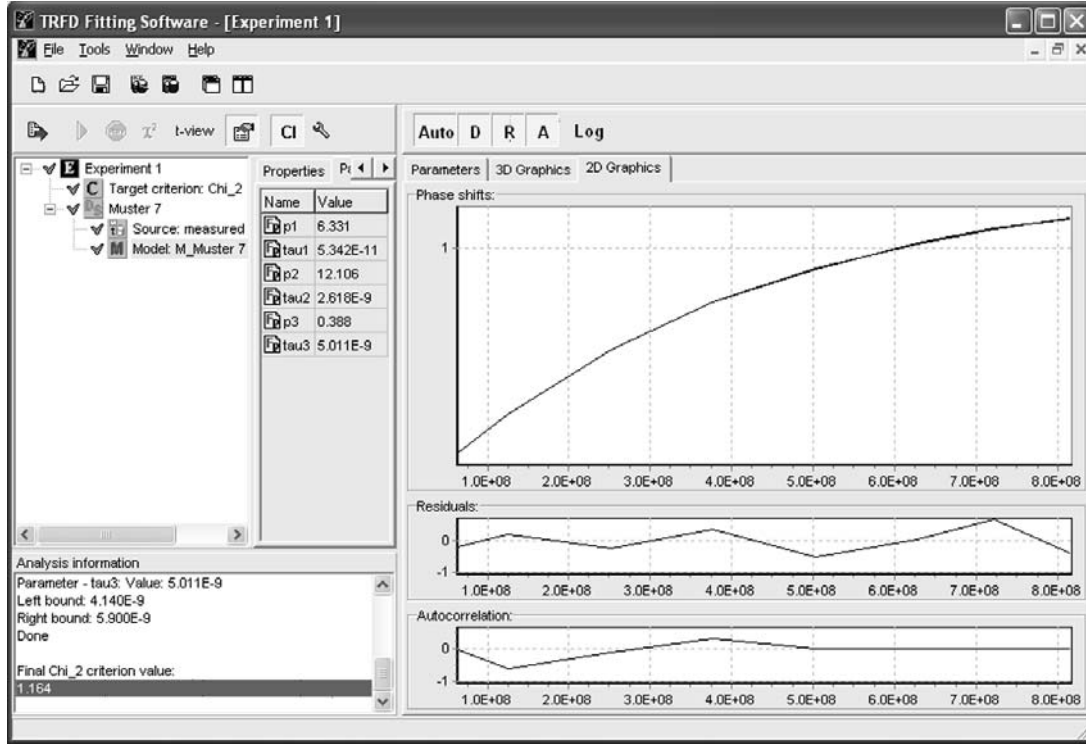 TRFD Fitting Software - [Experiment 1]
File Tools Window Help
χ² t-view CI
Auto D R A Log
E Experiment 1
C Target criterion: Chi_2
DS Muster 7
Source: measured
M Model: M_Muster 7
Properties
Name Value
p1 6.331
tau1 5.342E-11
p2 12.106
tau2 2.618E-9
p3 0.388
tau3 5.011E-9
Analysis information
Parameter - tau3: Value: 5.011E-9
Left bound: 4.140E-9
Right bound: 5.900E-9
Done
Final Chi_2 criterion value:
1.164
Parameters 3D Graphics 2D Graphics
Phase shifts:
1
1.0E+08 2.0E+08 3.0E+08 4.0E+08 5.0E+08 6.0E+08 7.0E+08 8.0E+08
Residuals:
0
-1
1.0E+08 2.0E+08 3.0E+08 4.0E+08 5.0E+08 6.0E+08 7.0E+08 8.0E+08
Autocorrelation:
0
-1
1.0E+08 2.0E+08 3.0E+08 4.0E+08 5.0E+08 6.0E+08 7.0E+08 8.0E+08